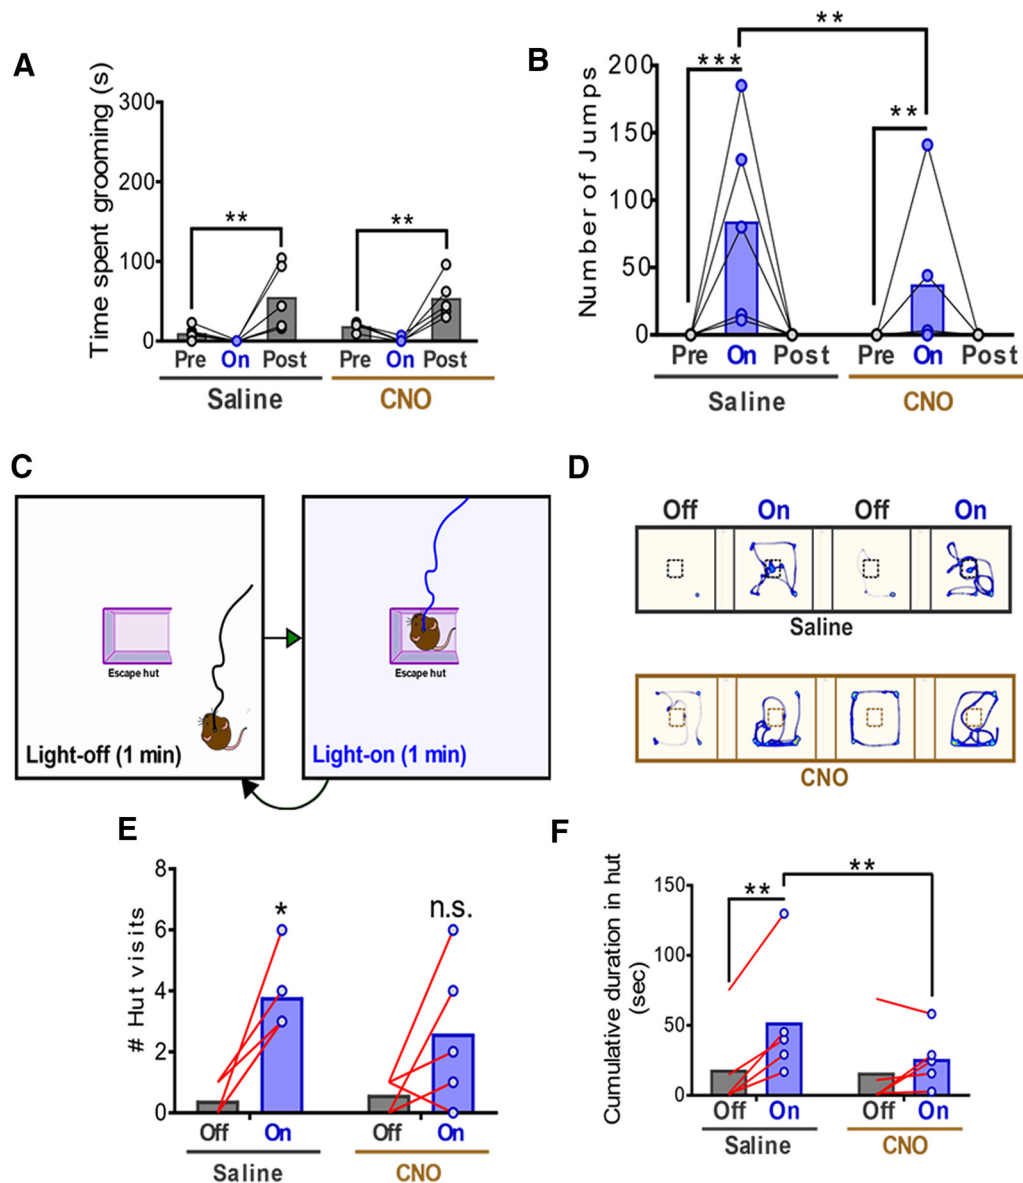 A
Time spent grooming (s)
300
200
100
0
**
**
Pre On Post Pre On Post
Saline CNO
B
Number of Jumps
200
150
100
50
0
***
**
**
Pre On Post Pre On Post
Saline CNO
C
Escape hut
Light-off (1 min)
Escape hut
Light-on (1 min)
D
Off On Off On
Saline
CNO
E
# Hut visits
8
6
4
2
0
*
n.s.
Off On Off On
Saline CNO
F
Cumulative duration in hut
(sec)
150
100
50
0
**
**
Off On Off On
Saline CNO